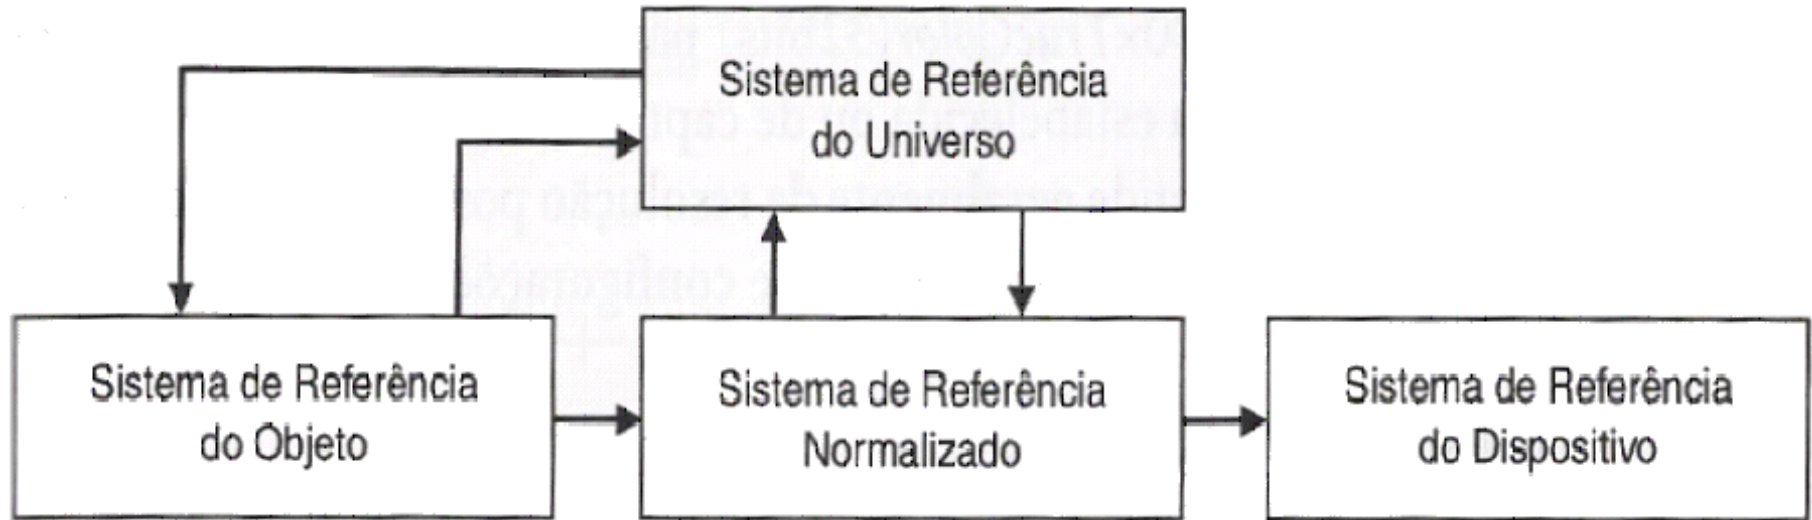 Sistema de Referência
do Universo
Sistema de Referência
do Objeto
Sistema de Referência
Normalizado
Sistema de Referência
do Dispositivo